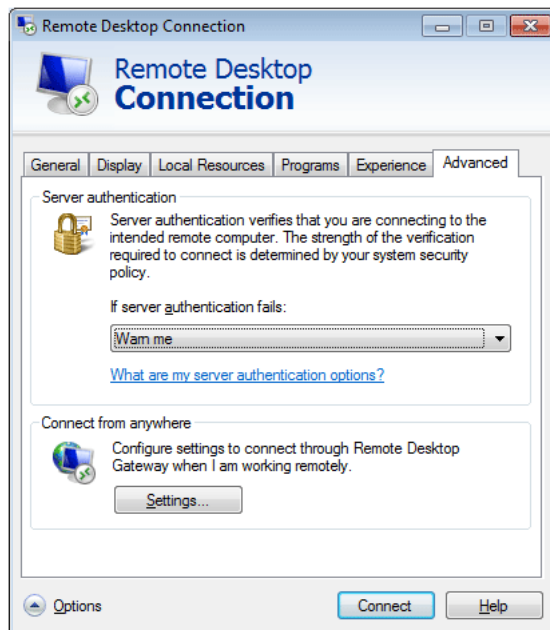 Remote Desktop Connection
Remote Desktop
Connection
General
Display
Local Resources
Programs
Experience
Advanced
Server authentication
Server authentication verifies that you are connecting to the
intended remote computer. The strength of the verification
required to connect is determined by your system security
policy.
If server authentication fails:
Warn me
What are my server authentication options?
Connect from anywhere
Configure settings to connect through Remote Desktop
Gateway when I am working remotely.
Settings...
Options
Connect
Help